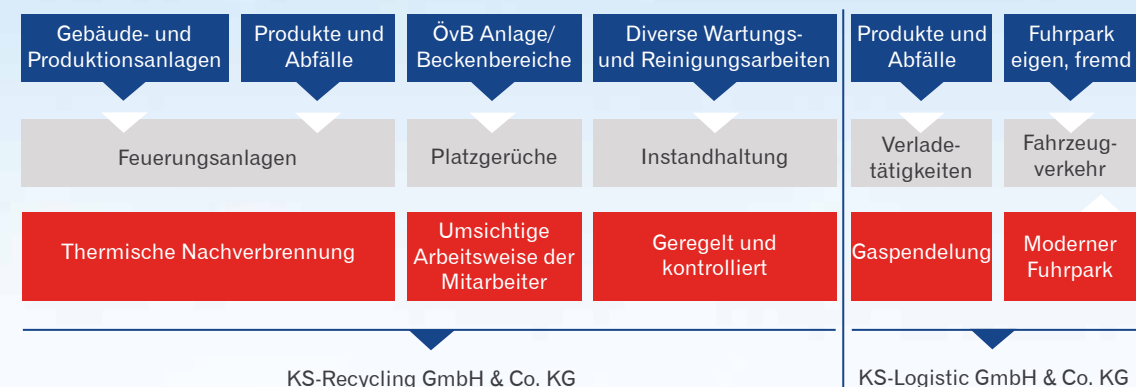 Gebäude- und
Produktionsanlagen
Produkte und
Abfälle
ÖvB Anlage/
Beckenbereiche
Diverse Wartungs-
und Reinigungsarbeiten
Produkte und
Abfälle
Fuhrpark
eigen, fremd
Feuerungsanlagen
Platzgerüche
Instandhaltung
Verlade-
tätigkeiten
Fahrzeug-
verkehr
Thermische Nachverbrennung
Umsichtige
Arbeitsweise der
Mitarbeiter
Geregelt und
kontrolliert
Gaspendelung
Moderner
Fuhrpark
KS-Recycling GmbH & Co. KG
KS-Logistic GmbH & Co. KG